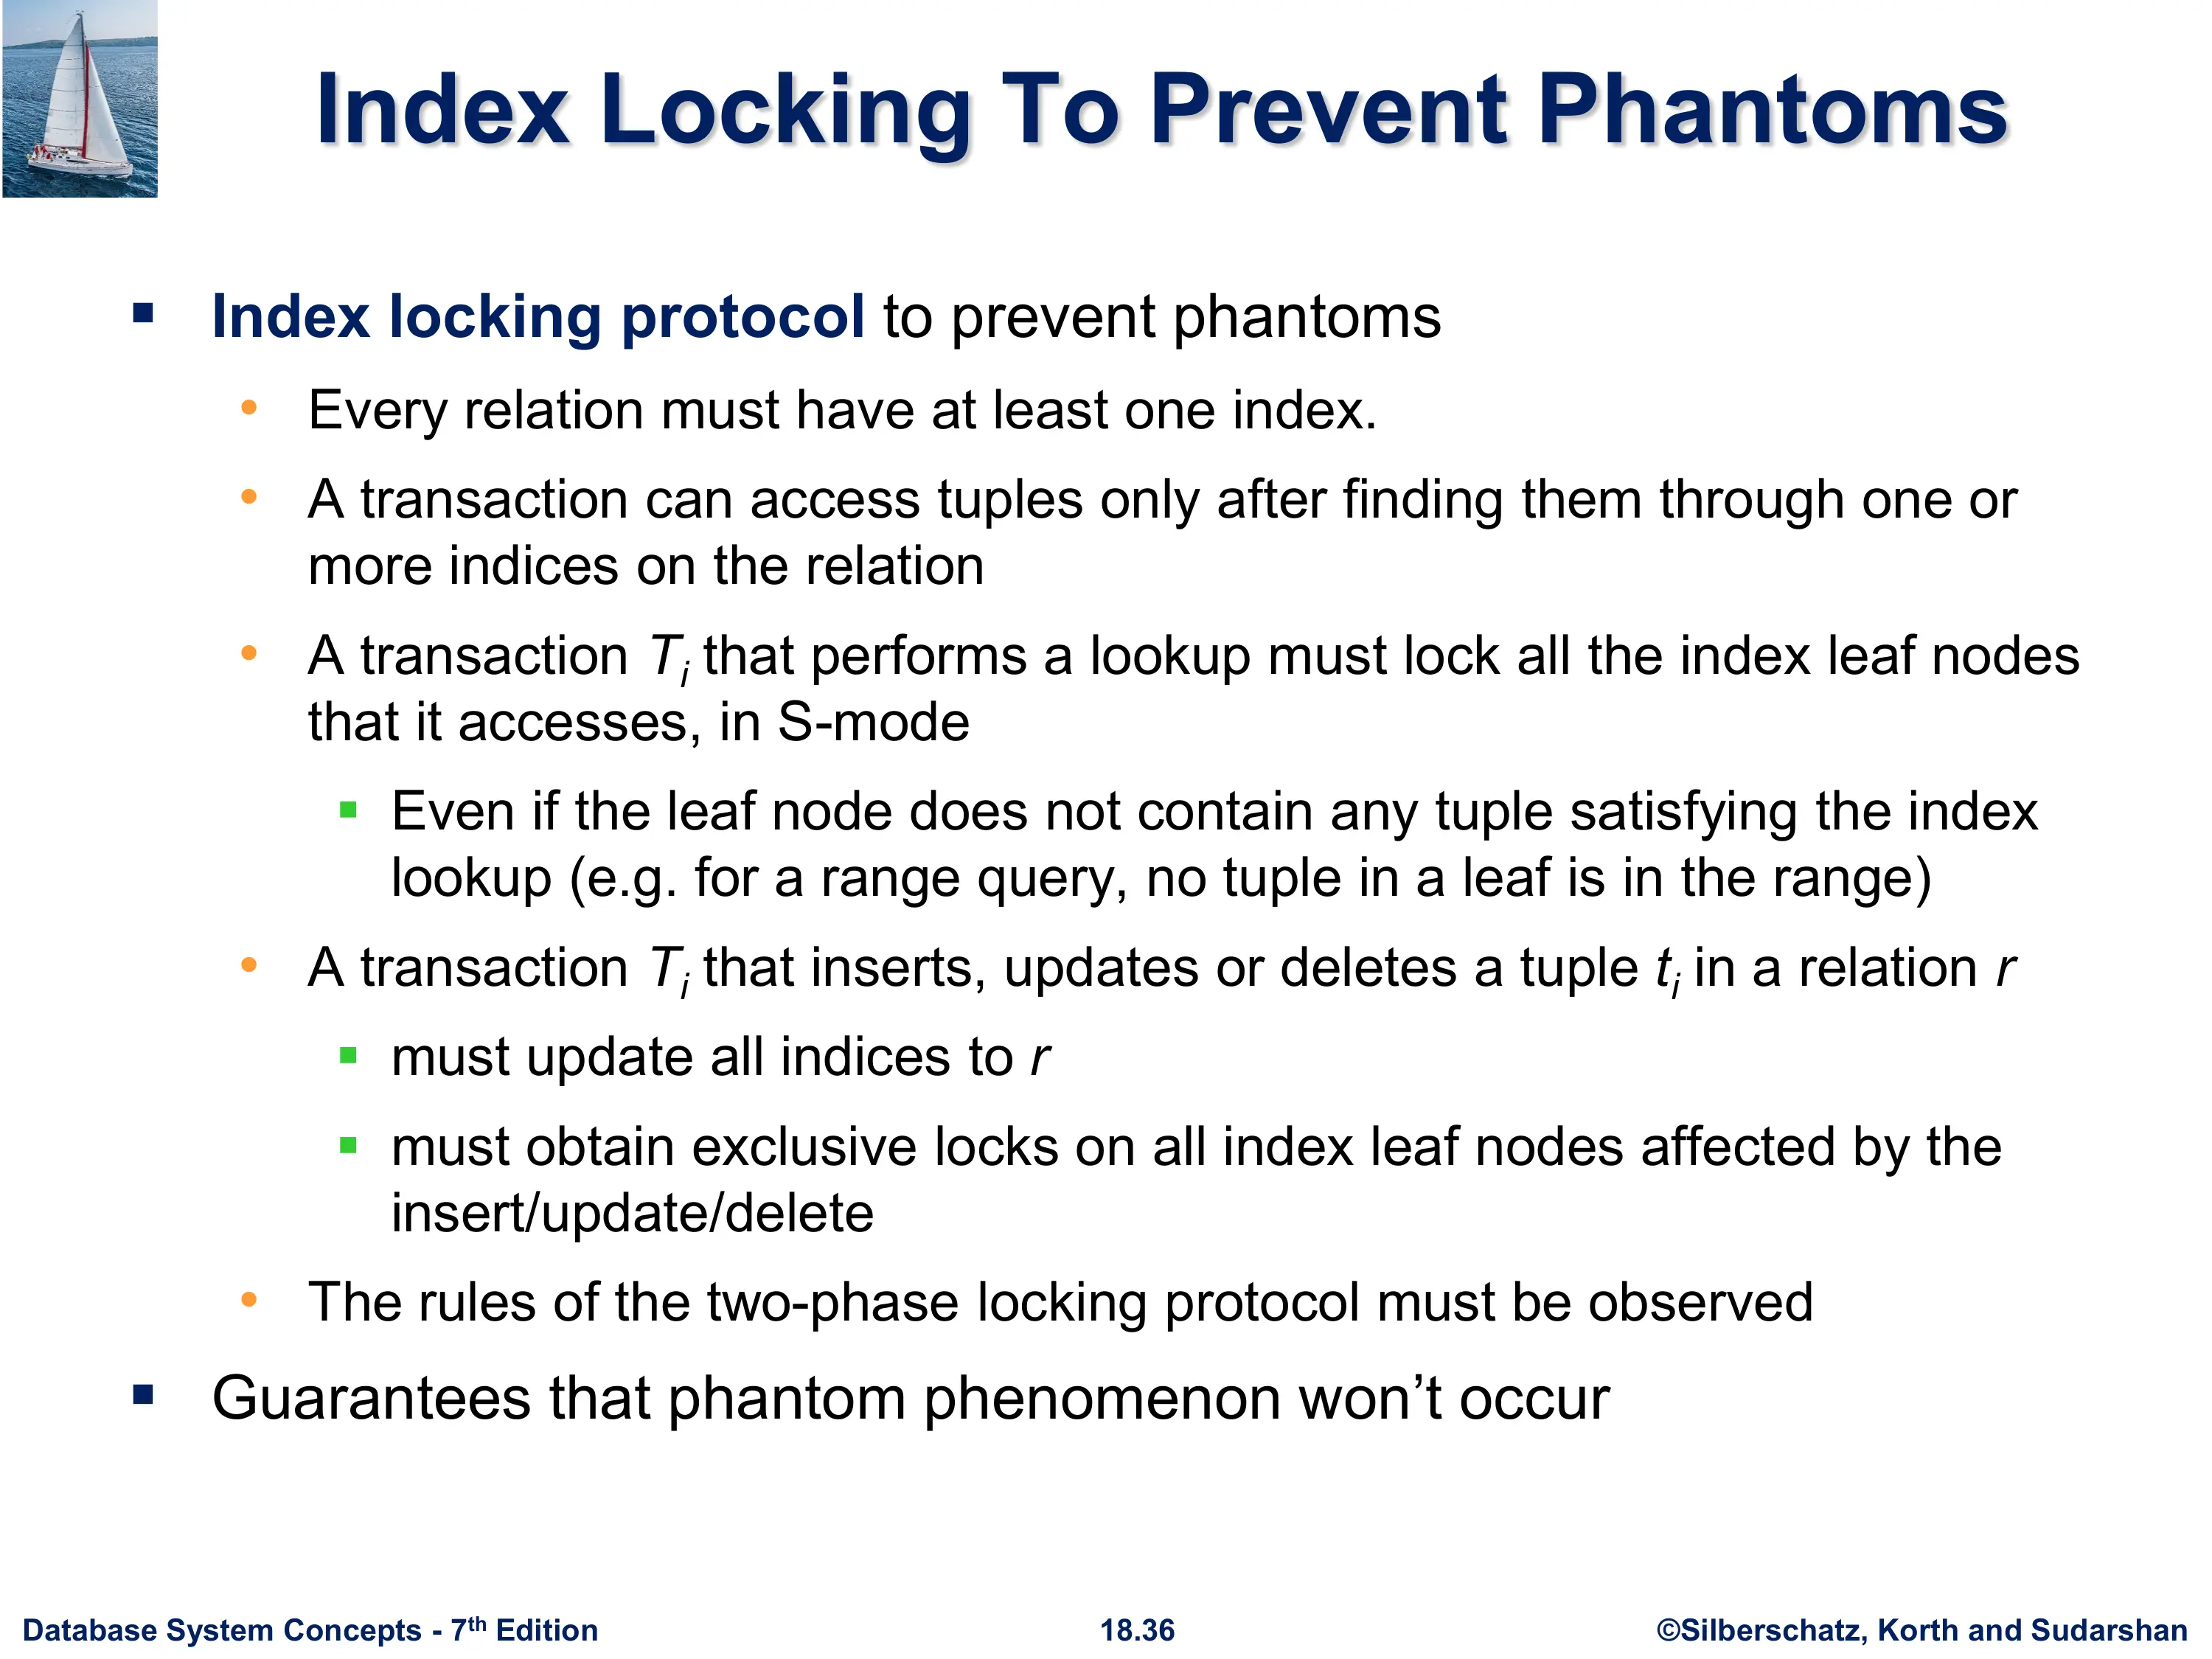 Index Locking To Prevent Phantoms
▪ Index locking protocol to prevent phantoms
• Every relation must have at least one index.
• A transaction can access tuples only after finding them through one or
more indices on the relation
• A transaction Ti that performs a lookup must lock all the index leaf nodes
that it accesses, in S-mode
▪ Even if the leaf node does not contain any tuple satisfying the index
lookup (e.g. for a range query, no tuple in a leaf is in the range)
• A transaction Ti that inserts, updates or deletes a tuple ti in a relation r
▪ must update all indices to r
▪ must obtain exclusive locks on all index leaf nodes affected by the
insert/update/delete
• The rules of the two-phase locking protocol must be observed
▪ Guarantees that phantom phenomenon won’t occur
Database System Concepts - 7th Edition
18.36
©Silberschatz, Korth and Sudarshan